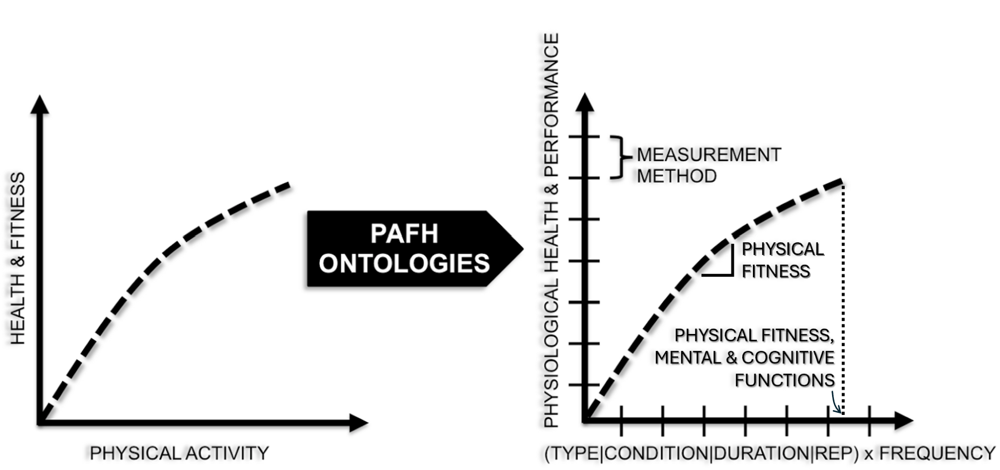 HEALTH & FITNESS
PHYSICAL ACTIVITY
PAFH
ONTOLOGIES
PHYSIOLOGICAL HEALTH & PERFORMANCE
MEASUREMENT
METHOD
PHYSICAL
FITNESS
PHYSICAL FITNESS,
MENTAL & COGNITIVE
FUNCTIONS
(TYPE|CONDITION|DURATION|REP) x FREQUENCY